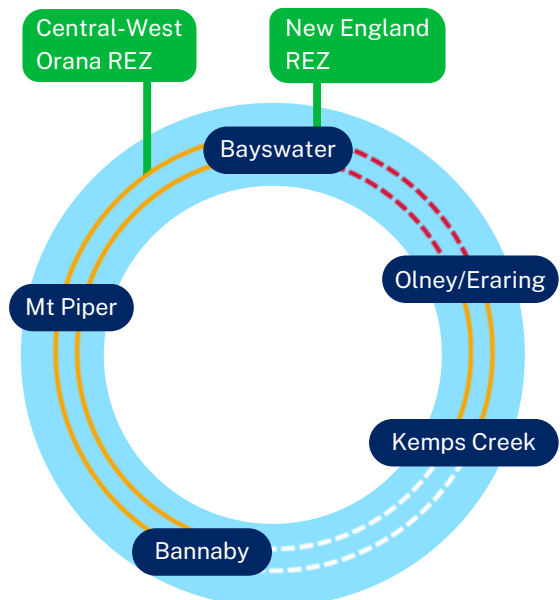 Central-West
Orana REZ
New England
REZ
Bayswater
Olney/Eraring
Mt Piper
Kemps Creek
Bannaby